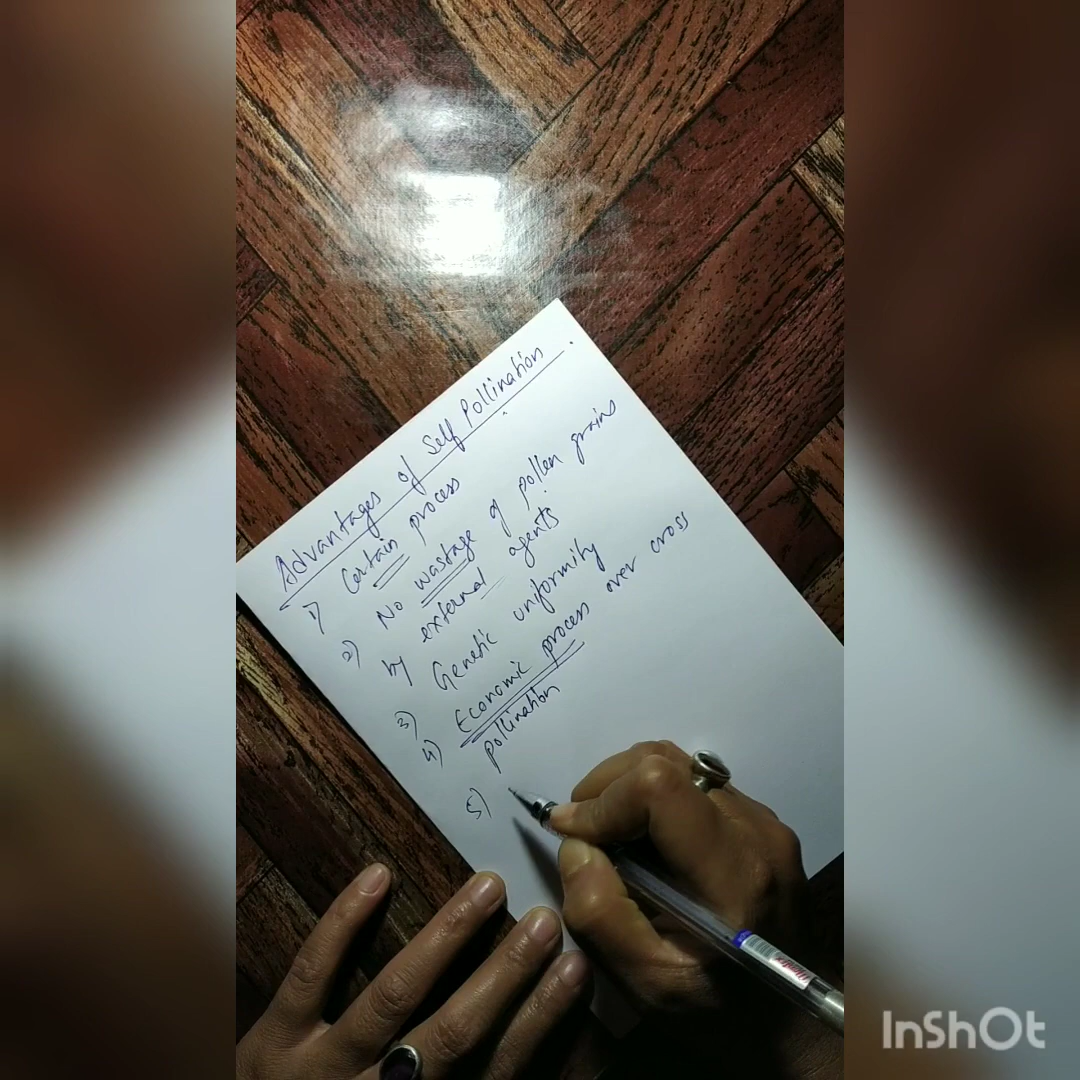 Advantages of Self Pollination.
1) Certain process
2) No wastage of pollen grains
by external agents
3) Genetic uniformity
4) Economic process over cross
pollination
5)
InShOt